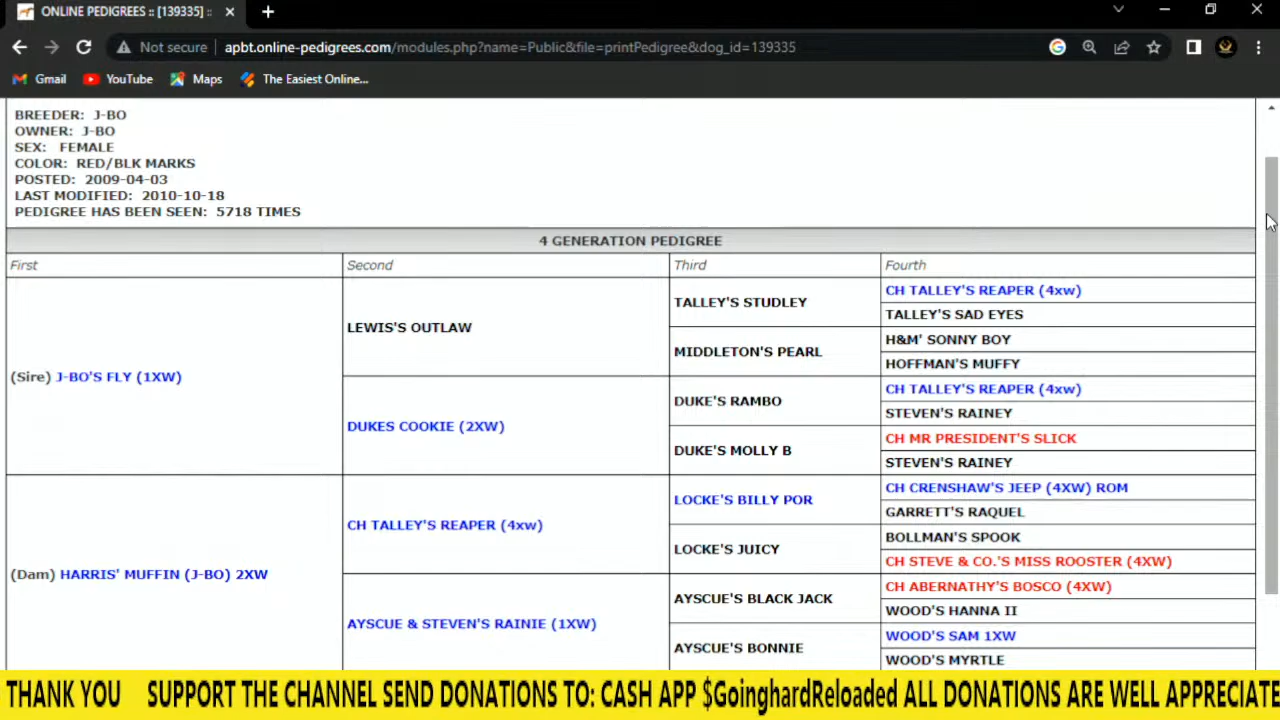 ONLINE PEDIGREES :: [139335] ::
Not secure apbt.online-pedigrees.com/modules.php?name=Public&file=printPedigree&dog_id=139335
Gmail YouTube Maps The Easiest Online...
BREEDER: J-BO
OWNER: J-BO
SEX: FEMALE
COLOR: RED/BLK MARKS
POSTED: 2009-04-03
LAST MODIFIED: 2010-10-18
PEDIGREE HAS BEEN SEEN: 5718 TIMES
4 GENERATION PEDIGREE
First Second Third Fourth
(Sire) J-BO'S FLY (1XW)
(Dam) HARRIS' MUFFIN (J-BO) 2XW
LEWIS'S OUTLAW
DUKES COOKIE (2XW)
CH TALLEY'S REAPER (4xw)
AYSCUE & STEVEN'S RAINIE (1XW)
TALLEY'S STUDLEY
MIDDLETON'S PEARL
DUKE'S RAMBO
DUKE'S MOLLY B
LOCKE'S BILLY POR
LOCKE'S JUICY
AYSCUE'S BLACK JACK
AYSCUE'S BONNIE
CH TALLEY'S REAPER (4xw)
TALLEY'S SAD EYES
H&M' SONNY BOY
HOFFMAN'S MUFFY
CH TALLEY'S REAPER (4xw)
STEVEN'S RAINEY
CH MR PRESIDENT'S SLICK
STEVEN'S RAINEY
CH CRENSHAW'S JEEP (4XW) ROM
GARRETT'S RAQUEL
BOLLMAN'S SPOOK
CH STEVE & CO.'S MISS ROOSTER (4XW)
CH ABERNATHY'S BOSCO (4XW)
WOOD'S HANNA II
WOOD'S SAM 1XW
WOOD'S MYRTLE
THANK YOU SUPPORT THE CHANNEL SEND DONATIONS TO: CASH APP $GoinghardReloaded ALL DONATIONS ARE WELL APPRECIATE